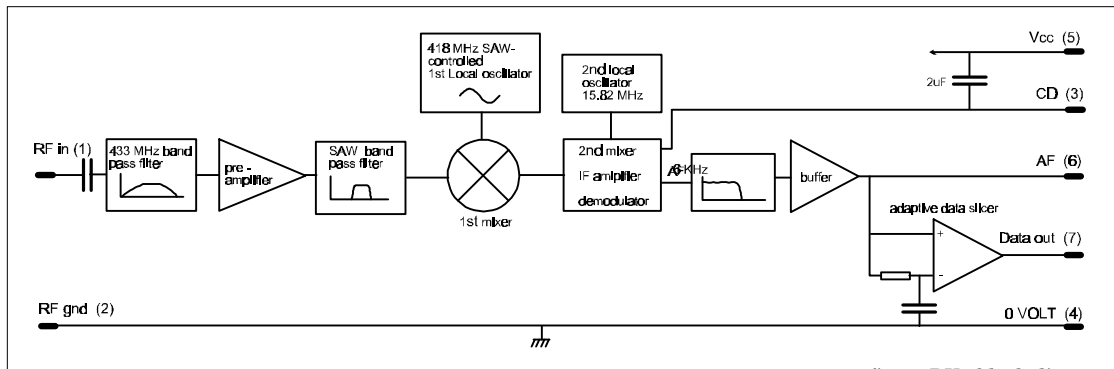 418 MHz SAW-
controlled
1st Local oscillator
2nd local
oscillator
15.82 MHz
Vcc (5)
2uF
CD (3)
RF in (1)
433 MHz band
pass filter
pre-
amplifier
SAW band
pass filter
1st mixer
2nd mixer
IF amiplifier
demodulator
buffer
AF (6)
adaptive data slicer
+
-
Data out (7)
RF gnd (2)
0 VOLT (4)